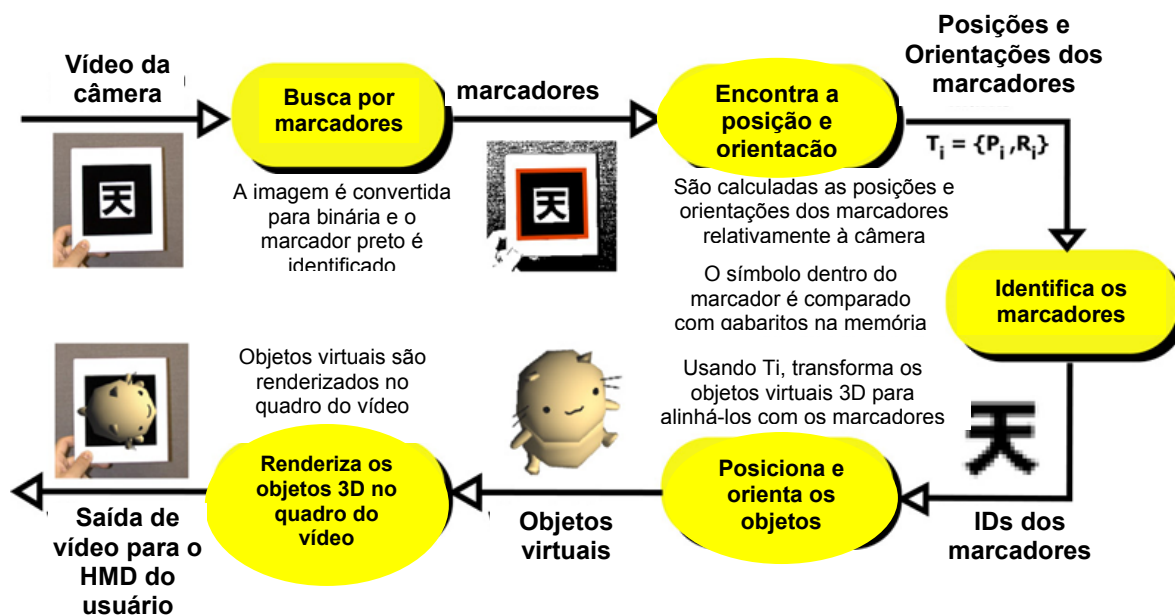 Vídeo da
câmera
Busca por
marcadores
A imagem é convertida
para binária e o
marcador preto é
identificado
marcadores
天
天
Encontra a
posição e
orientacão
São calculadas as posições e
orientações dos marcadores
relativamente à câmera
Posições e
Orientações dos
marcadores
Ti = {Pi ,Ri}
Identifica os
marcadores
O símbolo dentro do
marcador é comparado
com gabaritos na memória
天
IDs dos
marcadores
Usando Ti, transforma os
objetos virtuais 3D para
alinhá-los com os marcadores
Posiciona e
orienta os
objetos
Objetos
virtuais
Objetos virtuais são
renderizados no
quadro do vídeo
Renderiza os
objetos 3D no
quadro do
vídeo
Saída de
vídeo para o
HMD do
usuário